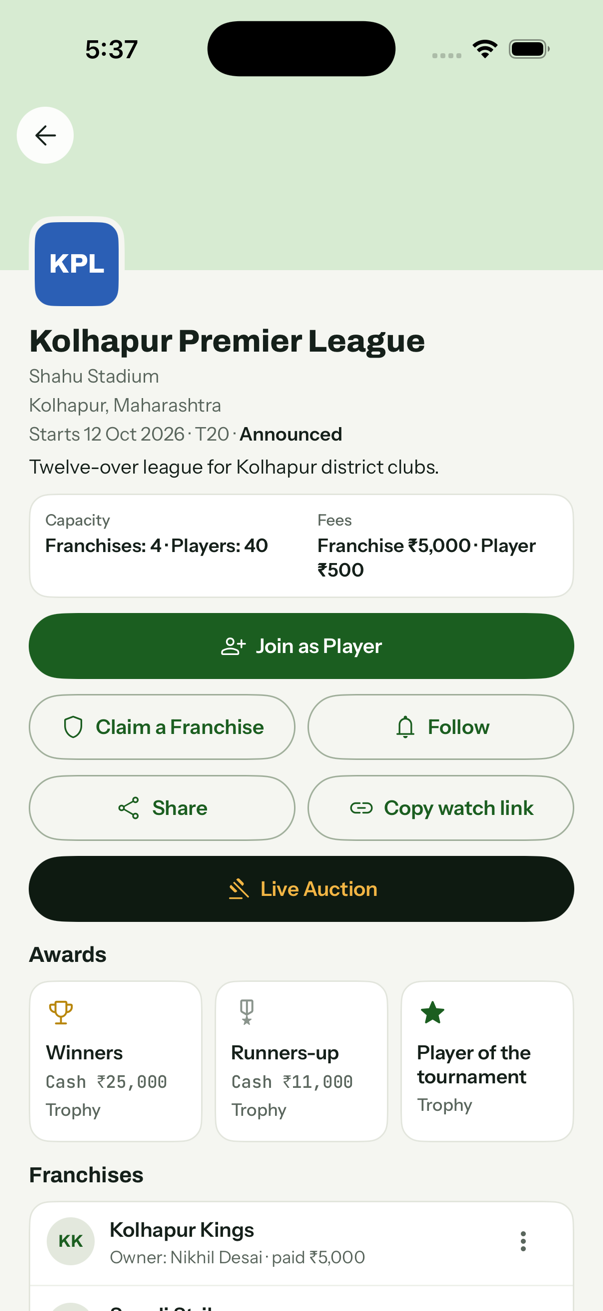 5:37
KPL
Kolhapur Premier League
Shahu Stadium
Kolhapur, Maharashtra
Starts 12 Oct 2026 · T20 · Announced
Twelve-over league for Kolhapur district clubs.
Capacity
Franchises: 4 · Players: 40
Fees
Franchise ₹5,000 · Player
₹500
Join as Player
Claim a Franchise
Follow
Share
Copy watch link
Live Auction
Awards
Winners
Cash ₹25,000
Trophy
Runners-up
Cash ₹11,000
Trophy
Player of the
tournament
Trophy
Franchises
KK
Kolhapur Kings
Owner: Nikhil Desai · paid ₹5,000